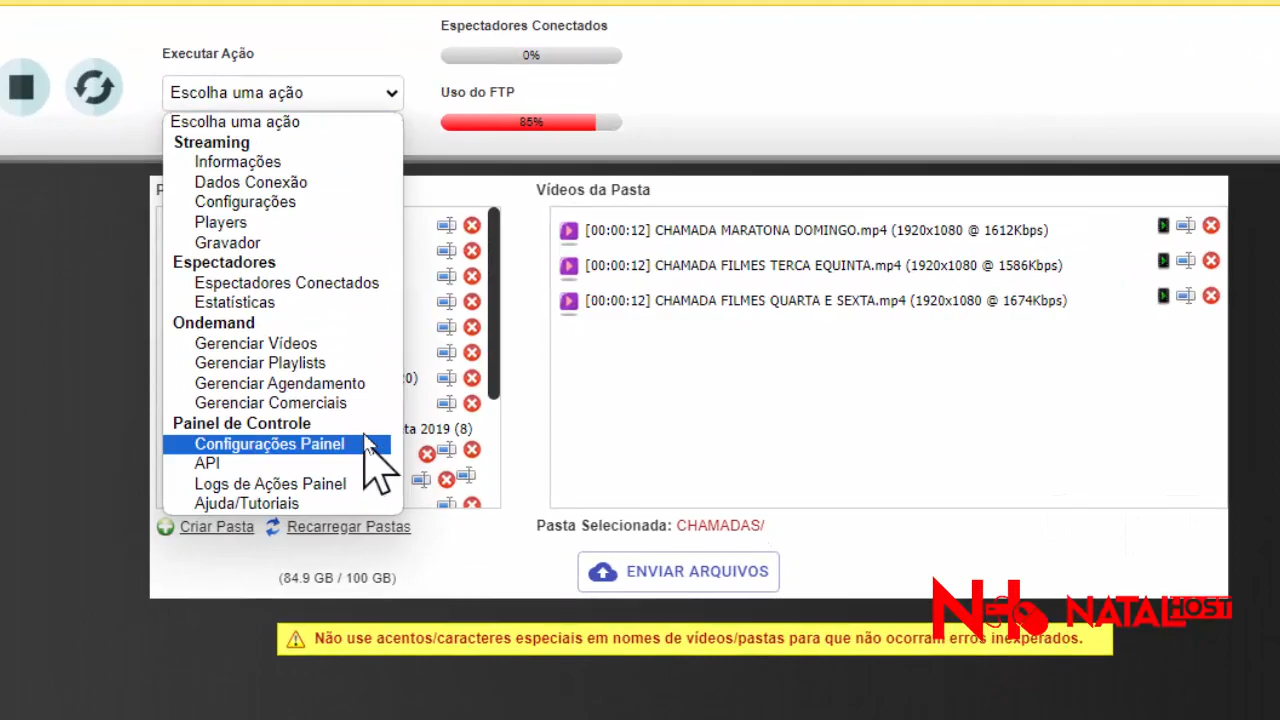 Espectadores Conectados
0%
Executar Ação
Uso do FTP
85%
Escolha uma ação
Escolha uma ação
Streaming
Informações
Dados Conexão
Configurações
Players
Gravador
Espectadores
Espectadores Conectados
Estatísticas
Ondemand
Gerenciar Vídeos
Gerenciar Playlists
Gerenciar Agendamento
Gerenciar Comerciais
Painel de Controle
Configurações Painel
API
Logs de Ações Painel
Ajuda/Tutoriais
2019 (8)
Criar Pasta
Recarregar Pastas
(84.9 GB / 100 GB)
Vídeos da Pasta
[00:00:12] CHAMADA MARATONA DOMINGO.mp4 (1920x1080 @ 1612Kbps)
[00:00:12] CHAMADA FILMES TERCA EQUINTA.mp4 (1920x1080 @ 1586Kbps)
[00:00:12] CHAMADA FILMES QUARTA E SEXTA.mp4 (1920x1080 @ 1674Kbps)
Pasta Selecionada: CHAMADAS/
ENVIAR ARQUIVOS
NATALHOST
Não use acentos/caracteres especiais em nomes de vídeos/pastas para que não ocorram erros inesperados.